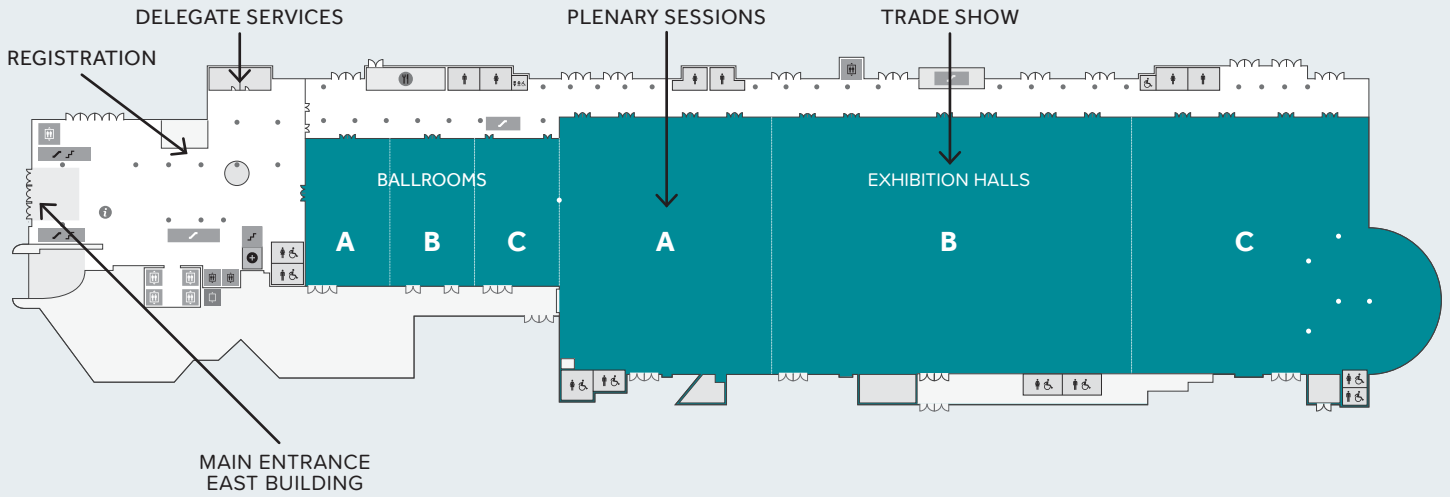 DELEGATE SERVICES
PLENARY SESSIONS
TRADE SHOW
REGISTRATION
BALLROOMS
EXHIBITION HALLS
A
B
C
A
B
C
i
MAIN ENTRANCE
EAST BUILDING